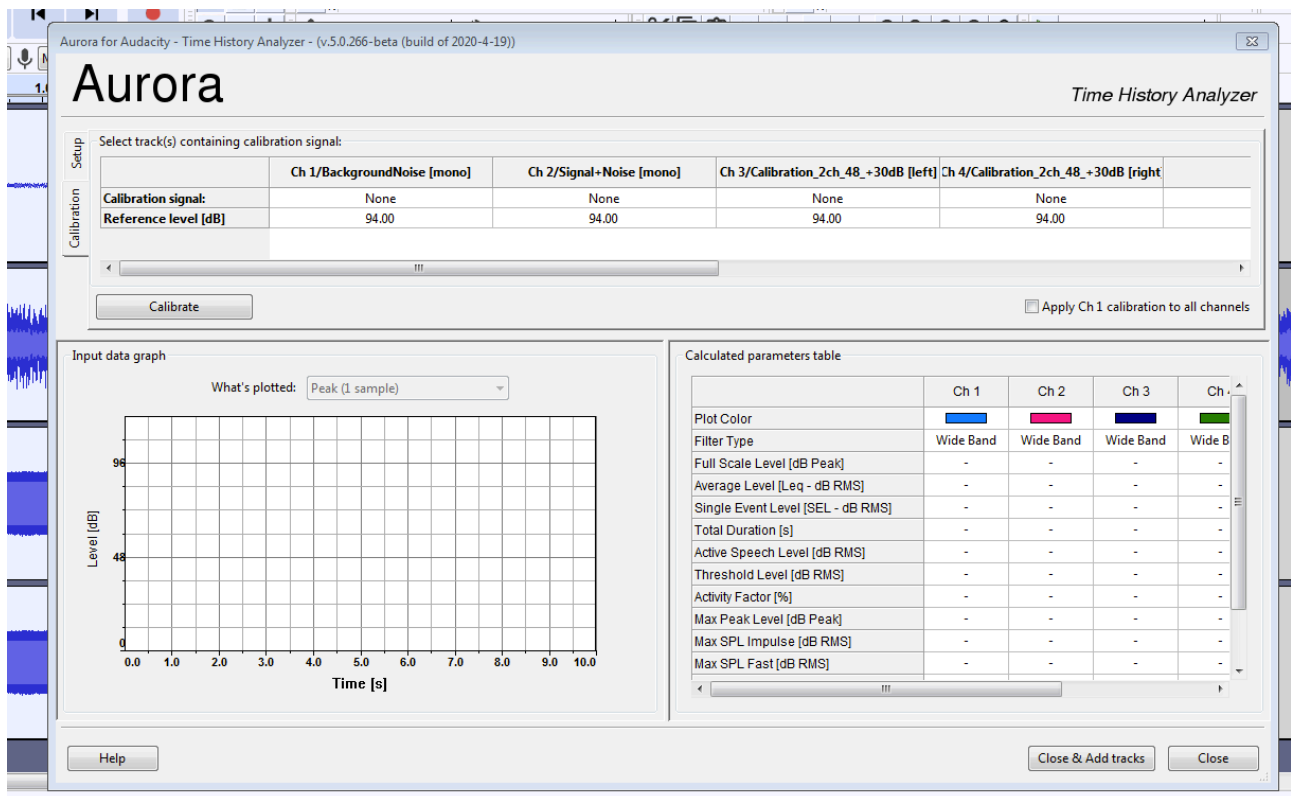 Aurora for Audacity - Time History Analyzer - (v.5.0.266-beta (build of 2020-4-19))
1.0
Aurora
Time History Analyzer
Setup
Calibration
Select track(s) containing calibration signal:
Ch 1/BackgroundNoise [mono] Ch 2/Signal+Noise [mono] Ch 3/Calibration_2ch_48_+30dB [left] Ch 4/Calibration_2ch_48_+30dB [right
Calibration signal: None None None None
Reference level [dB] 94.00 94.00 94.00 94.00
Calibrate
Apply Ch 1 calibration to all channels
Input data graph
What's plotted: Peak (1 sample)
Level [dB]
96
48
0
0.0 1.0 2.0 3.0 4.0 5.0 6.0 7.0 8.0 9.0 10.0
Time [s]
Calculated parameters table
Ch 1 Ch 2 Ch 3 Ch
Plot Color
Filter Type Wide Band Wide Band Wide Band Wide B
Full Scale Level [dB Peak] - - - -
Average Level [Leq - dB RMS] - - - -
Single Event Level [SEL - dB RMS] - - - -
Total Duration [s] - - - -
Active Speech Level [dB RMS] - - - -
Threshold Level [dB RMS] - - - -
Activity Factor [%] - - - -
Max Peak Level [dB Peak] - - - -
Max SPL Impulse [dB RMS] - - - -
Max SPL Fast [dB RMS] - - - -
Help
Close & Add tracks
Close